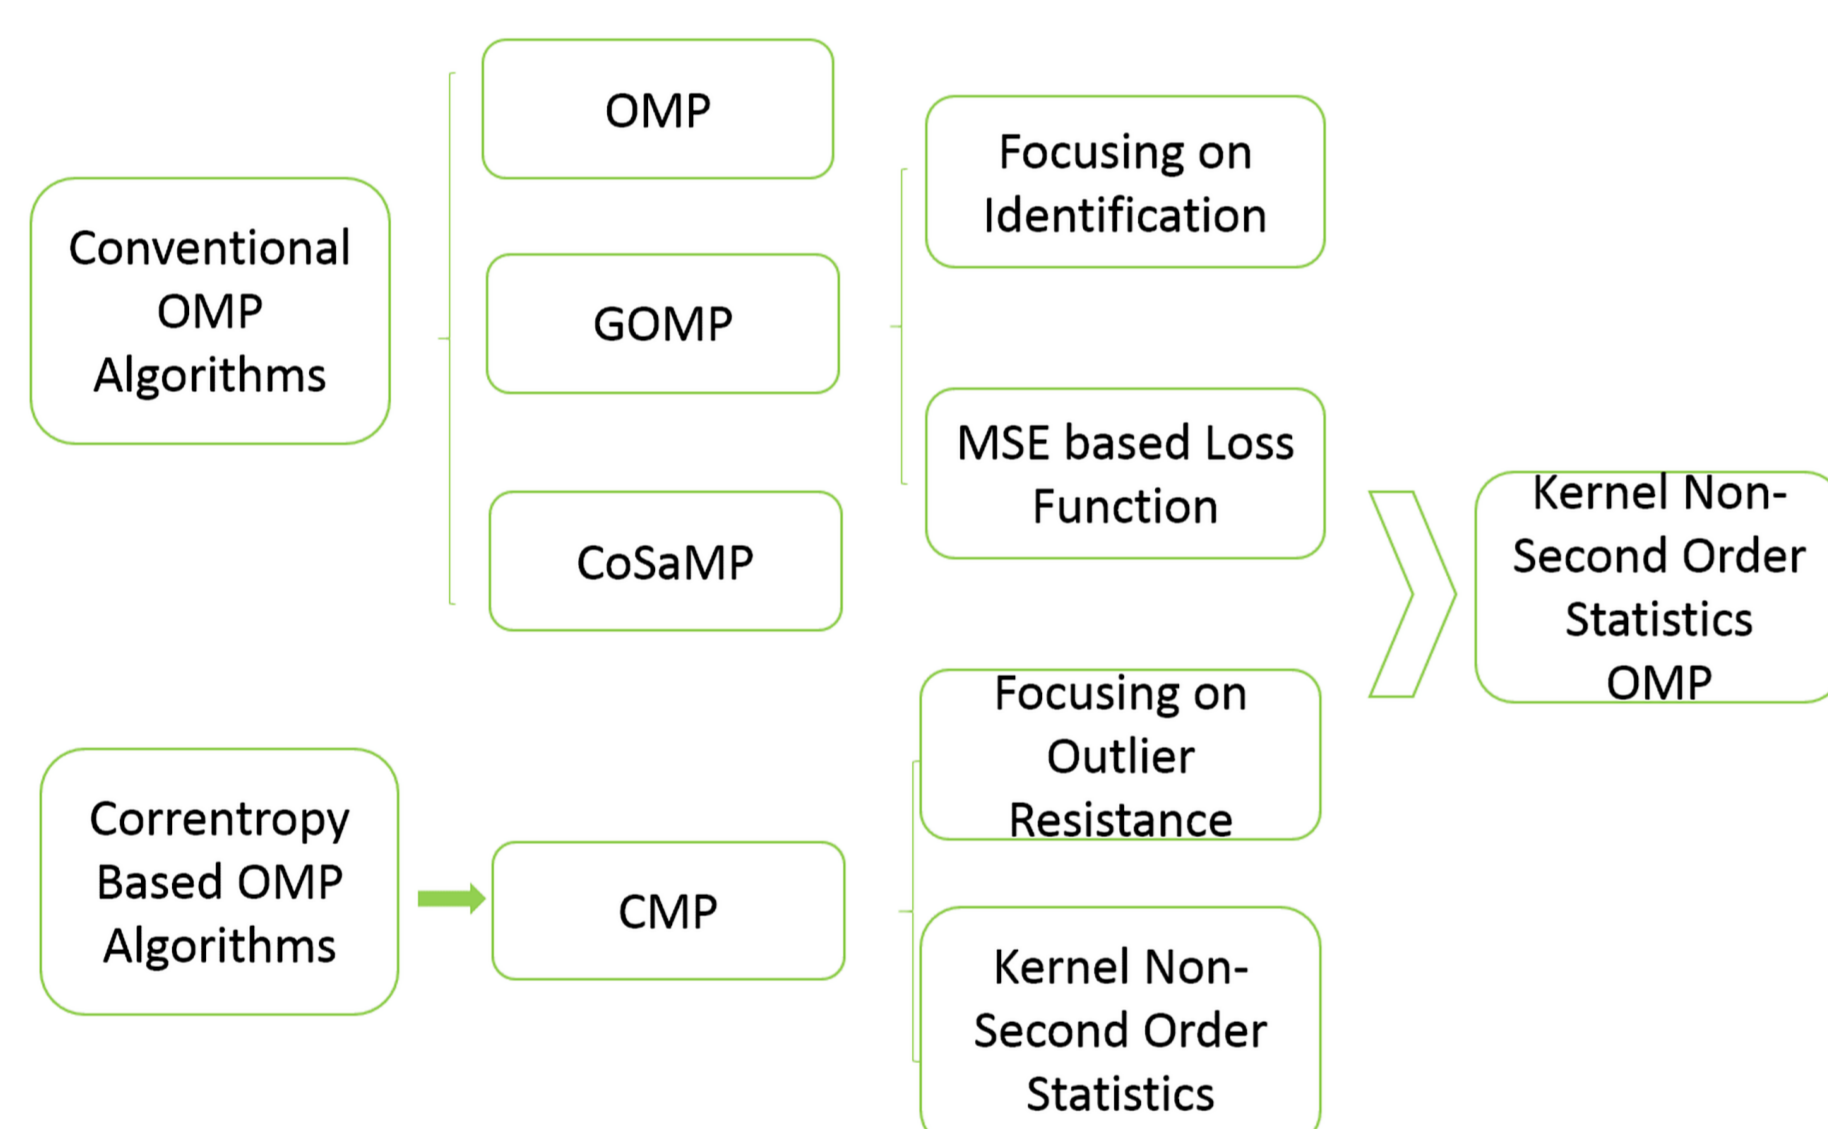 Conventional
OMP
Algorithms
OMP
GOMP
CoSaMP
Focusing on
Identification
MSE based Loss
Function
Correntropy
Based OMP
Algorithms
CMP
Focusing on
Outlier
Resistance
Kernel Non-
Second Order
Statistics
Kernel Non-
Second Order
Statistics
OMP